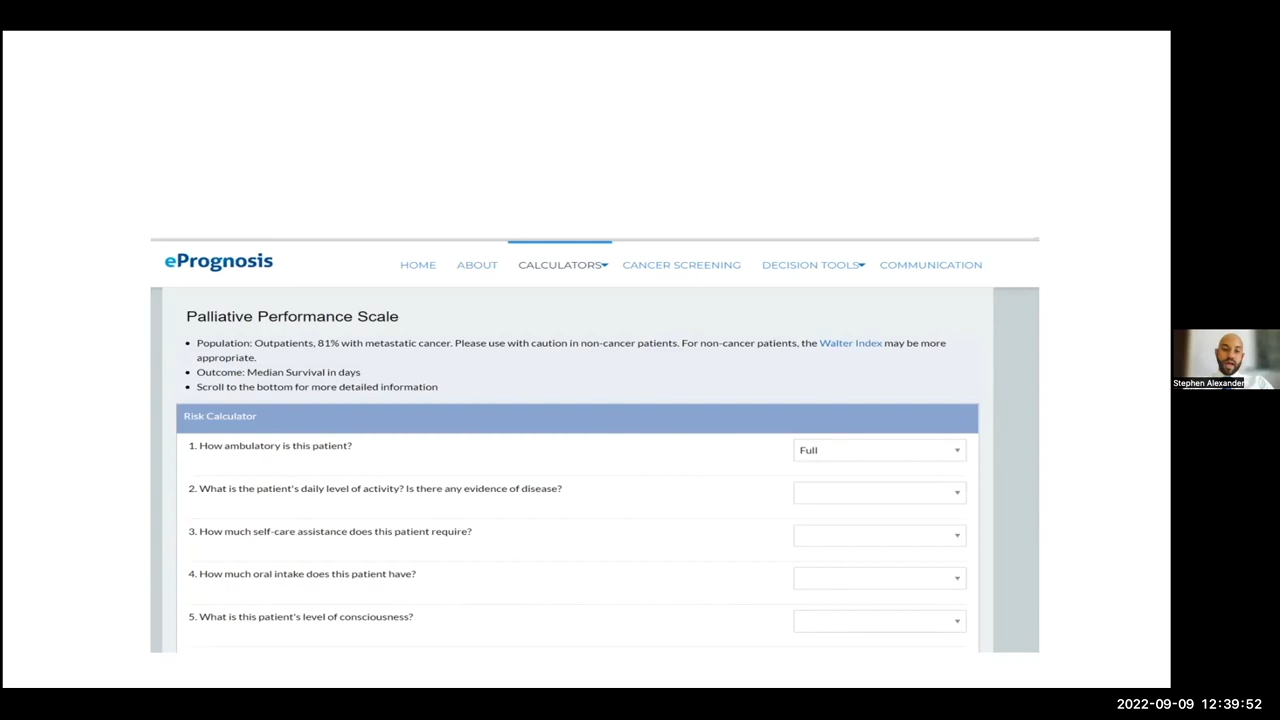 ePrognosis
HOME ABOUT CALCULATORS CANCER SCREENING DECISION TOOLS COMMUNICATION
Palliative Performance Scale
Population: Outpatients, 81% with metastatic cancer. Please use with caution in non-cancer patients. For non-cancer patients, the Walter Index may be more
appropriate.
Outcome: Median Survival in days
Scroll to the bottom for more detailed information
Risk Calculator
1. How ambulatory is this patient? Full
2. What is the patient's daily level of activity? Is there any evidence of disease?
3. How much self-care assistance does this patient require?
4. How much oral intake does this patient have?
5. What is this patient's level of consciousness?
Stephen Alexander
2022-09-09 12:39:52